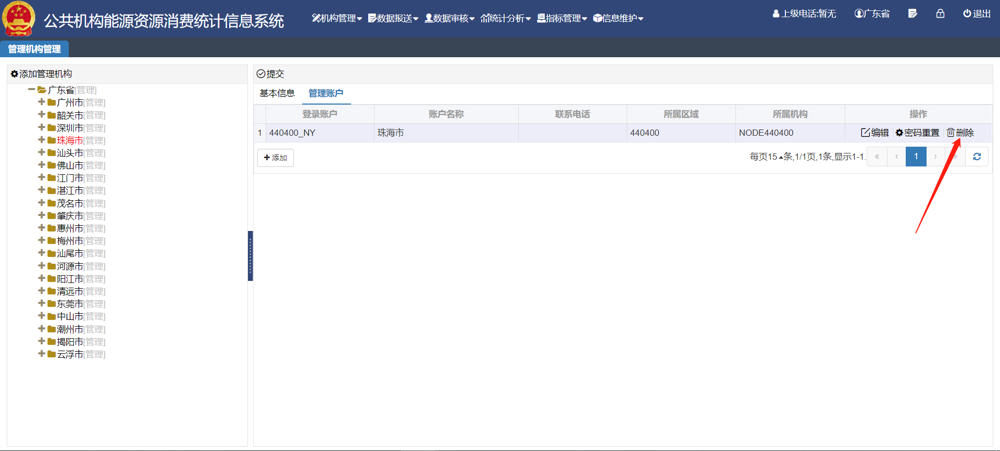 公共机构能源资源消费统计信息系统
机构管理 数据报送 数据审核 统计分析 指标管理 信息维护
上级电话:暂无 广东省 退出
管理机构管理
添加管理机构
广东省[管理]
广州市[管理]
韶关市[管理]
深圳市[管理]
珠海市[管理]
汕头市[管理]
佛山市[管理]
江门市[管理]
湛江市[管理]
茂名市[管理]
肇庆市[管理]
惠州市[管理]
梅州市[管理]
汕尾市[管理]
河源市[管理]
阳江市[管理]
清远市[管理]
东莞市[管理]
中山市[管理]
潮州市[管理]
揭阳市[管理]
云浮市[管理]
提交
基本信息 管理账户
登录账户 账户名称 联系电话 所属区域 所属机构 操作
1 440400_NY 珠海市 440400 NODE440400 编辑 密码重置 删除
添加 每页15条,1/1页,1条,显示1-1. « ‹ 1 › »